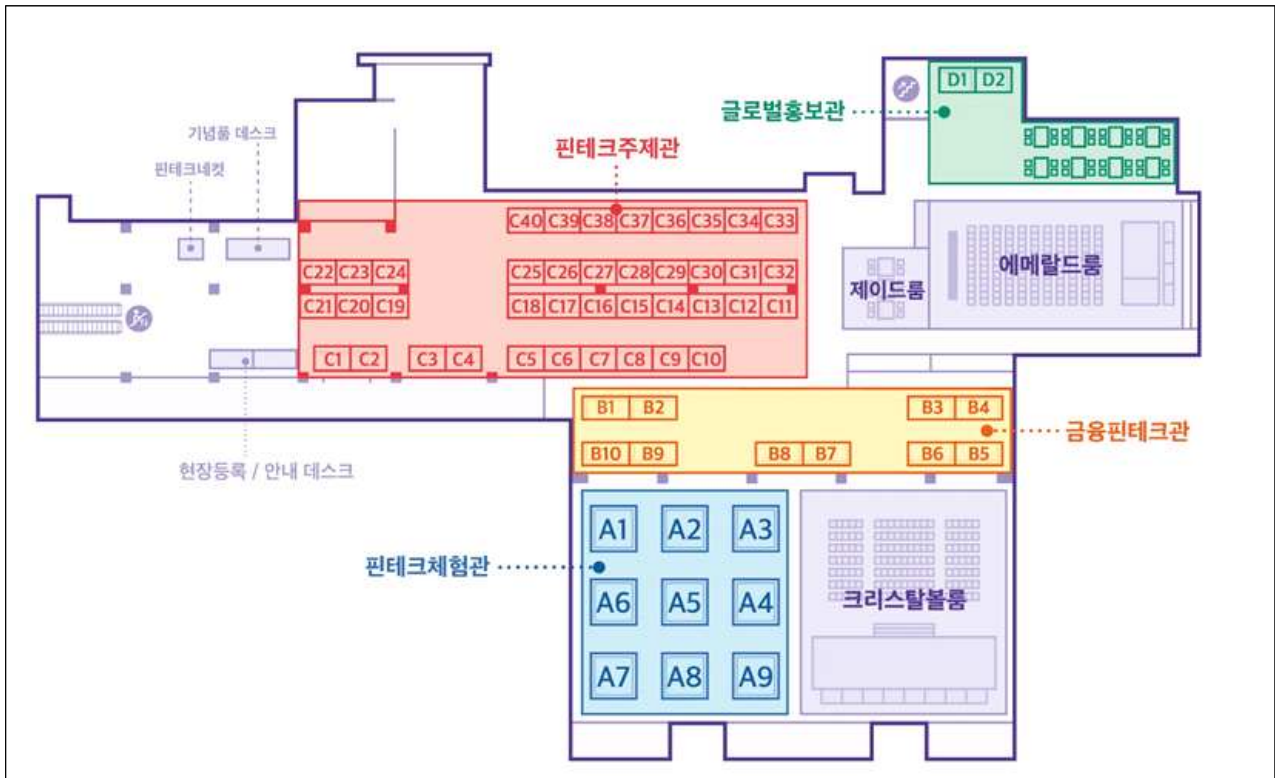 D1 D2
글로벌홍보관
기념품 데스크
핀테크네컷
핀테크주제관
C40 C39 C38 C37 C36 C35 C34 C33
C22 C23 C24 C25 C26 C27 C28 C29 C30 C31 C32
에메랄드룸
제이드룸
C21 C20 C19 C18 C17 C16 C15 C14 C13 C12 C11
C1 C2 C3 C4 C5 C6 C7 C8 C9 C10
B1 B2 B3 B4
금융핀테크관
B10 B9 B8 B7 B6 B5
현장등록 / 안내 데스크
A1 A2 A3
핀테크체험관
A6 A5 A4
크리스탈볼룸
A7 A8 A9